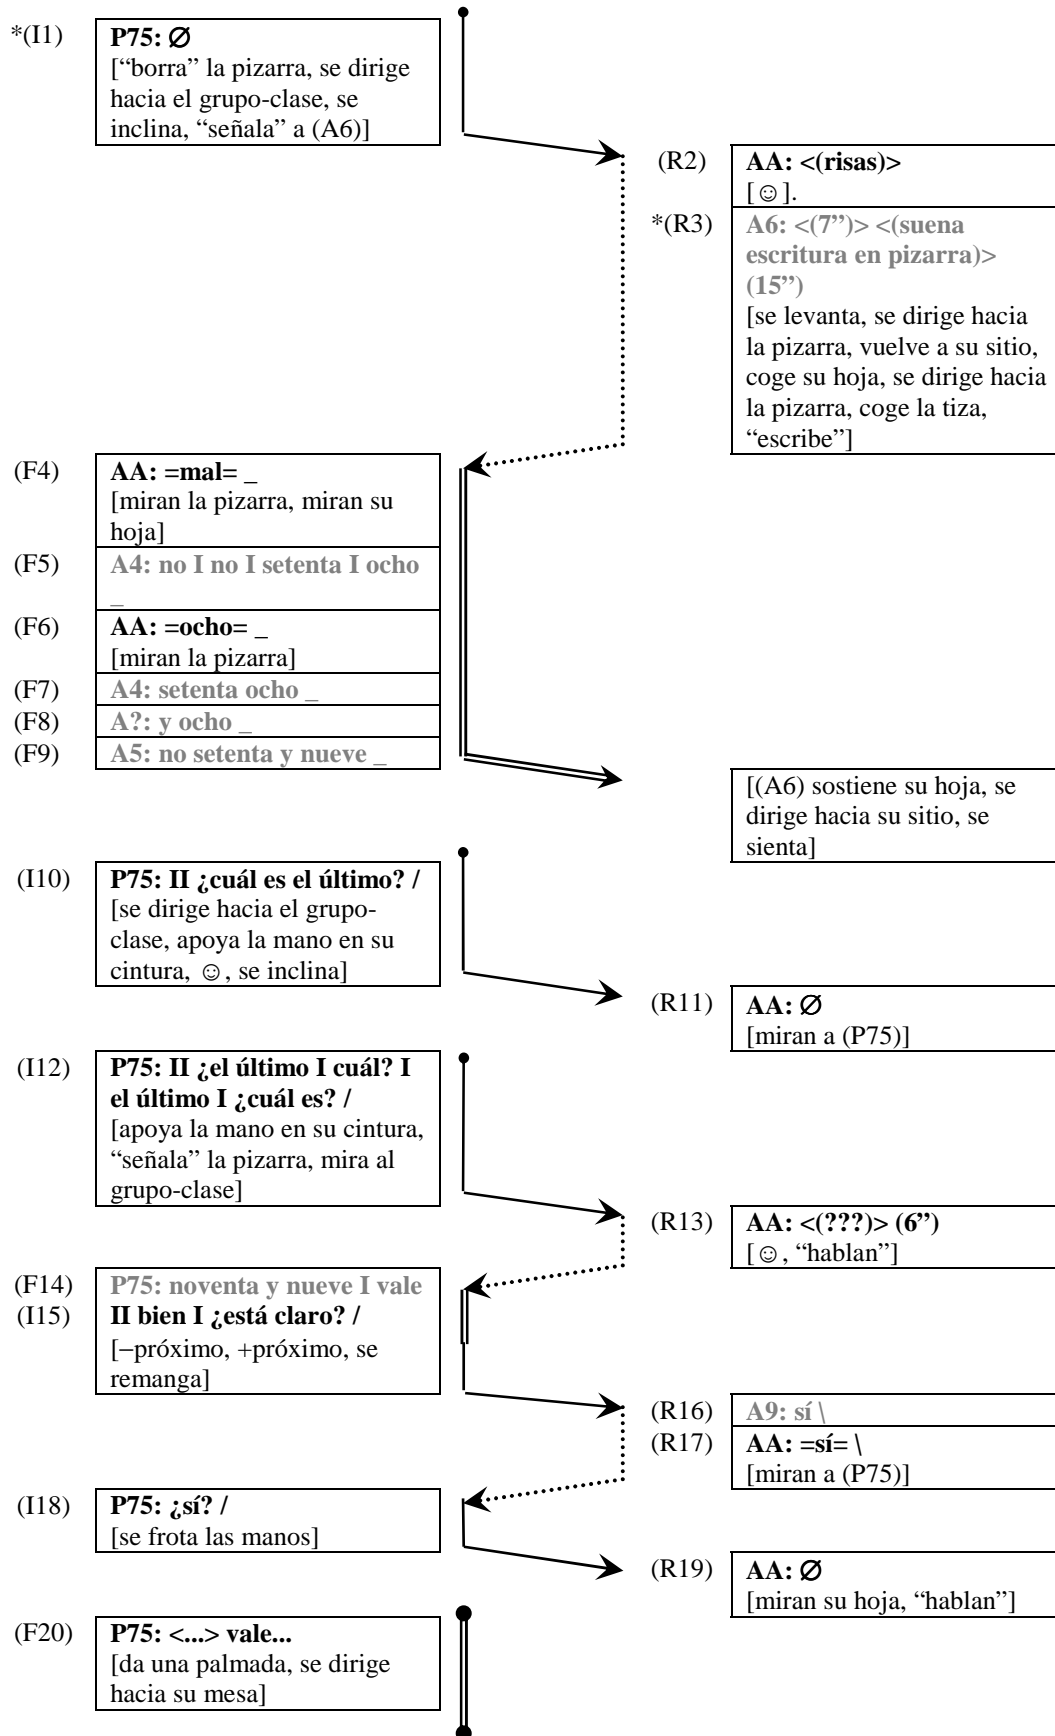 *(I1)
P75: Ø
[“borra” la pizarra, se dirige
hacia el grupo-clase, se
inclina, “señala” a (A6)]
(R2)
AA: <(risas)>
[☺].
*(R3)
A6: <(7”)> <(suena
escritura en pizarra)>
(15”)
[se levanta, se dirige hacia
la pizarra, vuelve a su sitio,
coge su hoja, se dirige hacia
la pizarra, coge la tiza,
“escribe”]
(F4)
AA: =mal= _
[miran la pizarra, miran su
hoja]
(F5)
A4: no I no I setenta I ocho
_
(F6)
AA: =ocho= _
[miran la pizarra]
(F7)
A4: setenta ocho _
(F8)
A?: y ocho _
(F9)
A5: no setenta y nueve _
[(A6) sostiene su hoja, se
dirige hacia su sitio, se
sienta]
(I10)
P75: II ¿cuál es el último? /
[se dirige hacia el grupo-
clase, apoya la mano en su
cintura, ☺, se inclina]
(R11)
AA: Ø
[miran a (P75)]
(I12)
P75: II ¿el último I cuál? I
el último I ¿cuál es? /
[apoya la mano en su cintura,
“señala” la pizarra, mira al
grupo-clase]
(R13)
AA: <(???)> (6”)
[☺, “hablan”]
(F14)
P75: noventa y nueve I vale
(I15)
II bien I ¿está claro? /
[−próximo, +próximo, se
remanga]
(R16)
A9: sí \
(R17)
AA: =sí= \
[miran a (P75)]
(I18)
P75: ¿sí? /
[se frota las manos]
(R19)
AA: Ø
[miran su hoja, “hablan”]
(F20)
P75: <...> vale...
[da una palmada, se dirige
hacia su mesa]